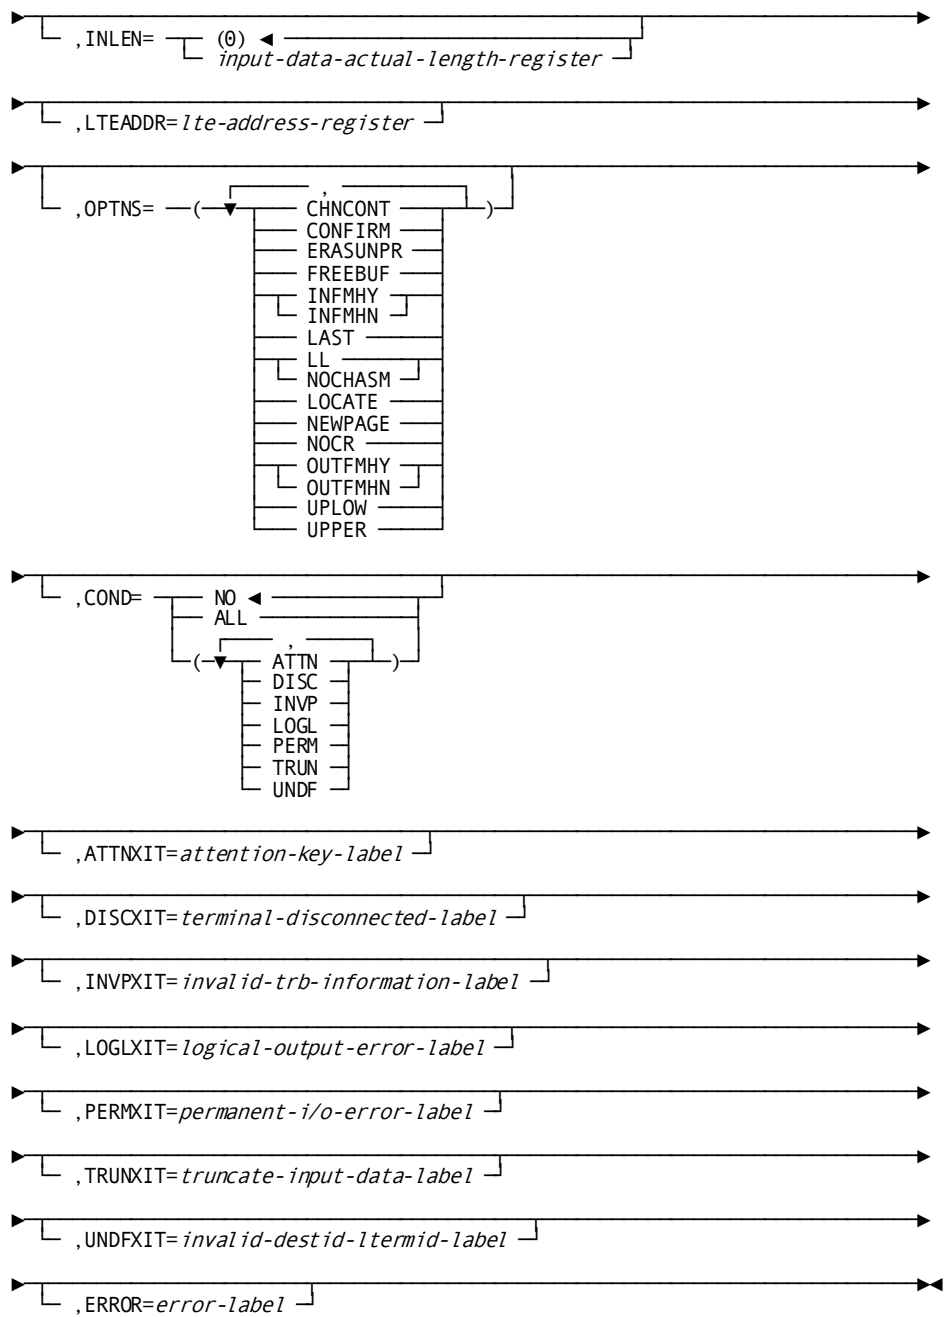 ,INLEN= (0)
input-data-actual-length-register
,LTEADDR=lte-address-register
,
,OPTNS= ( CHNCONT )
CONFIRM
ERASUNPR
FREEBUF
INFMHY
INFMHN
LAST
LL
NOCHASM
LOCATE
NEWPAGE
NOCR
OUTFMHY
OUTFMHN
UPLOW
UPPER
,COND= NO
ALL
,
( ATTN )
DISC
INVP
LOGL
PERM
TRUN
UNDF
,ATTNXIT=attention-key-label
,DISCXIT=terminal-disconnected-label
,INVPXIT=invalid-trb-information-label
,LOGLXIT=logical-output-error-label
,PERMXIT=permanent-i/o-error-label
,TRUNXIT=truncate-input-data-label
,UNDFXIT=invalid-destid-ltermid-label
,ERROR=error-label